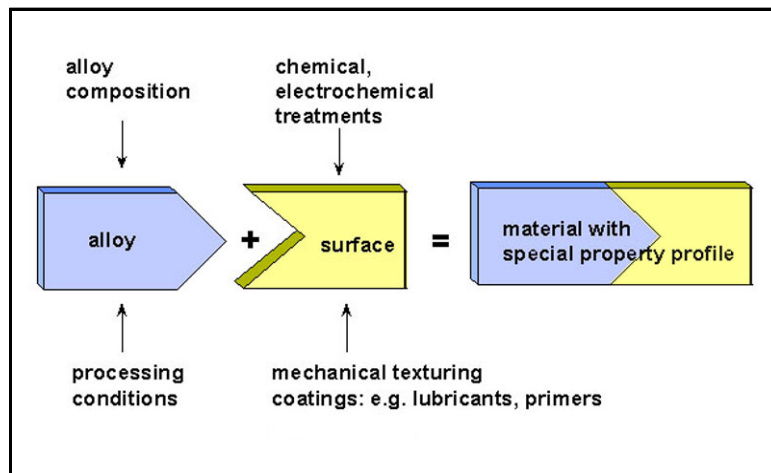 alloy
composition
chemical,
electrochemical
treatments
alloy
+
surface
=
material with
special property profile
processing
conditions
mechanical texturing
coatings: e.g. lubricants, primers